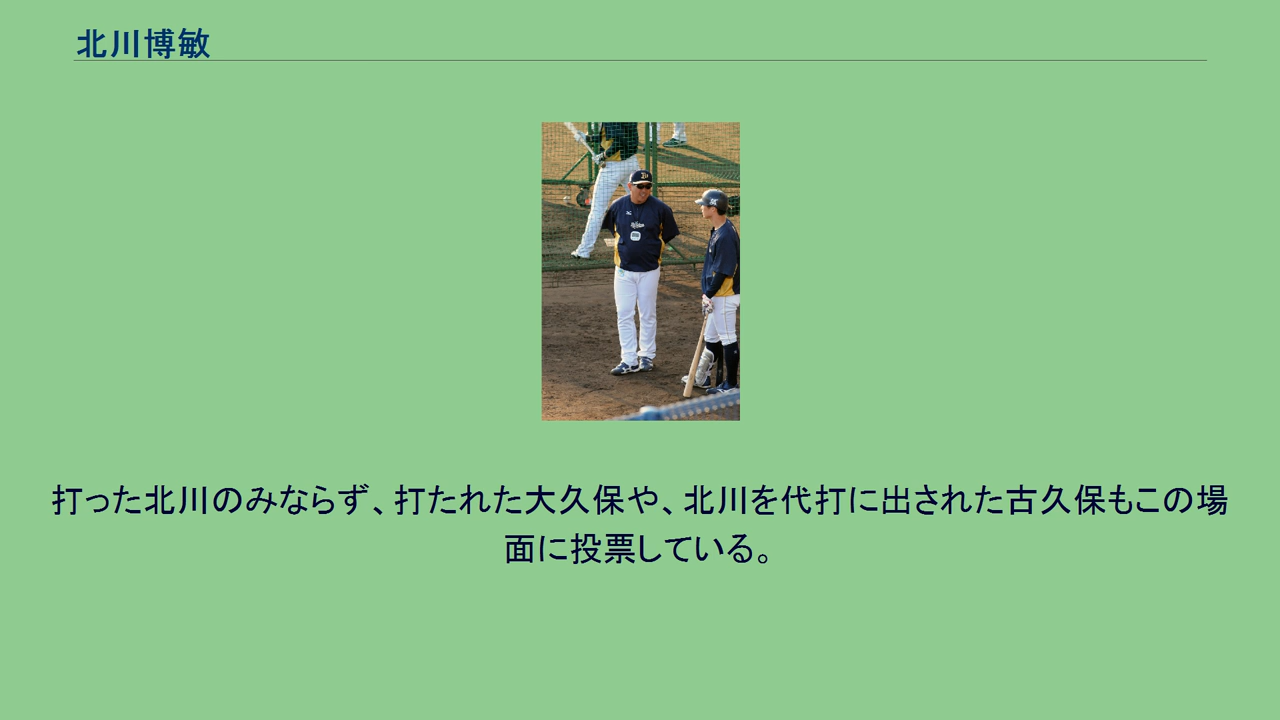 北川博敏
打った北川のみならず、打たれた大久保や、北川を代打に出された古久保もこの場
面に投票している。